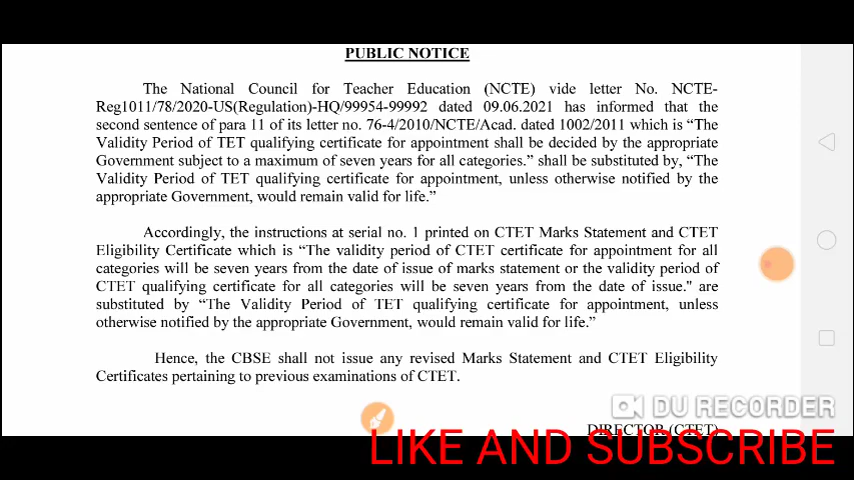 PUBLIC NOTICE
The National Council for Teacher Education (NCTE) vide letter No. NCTE-
Reg1011/78/2020-US(Regulation)-HQ/99954-99992 dated 09.06.2021 has informed that the
second sentence of para 11 of its letter no. 76-4/2010/NCTE/Acad. dated 1002/2011 which is “The
Validity Period of TET qualifying certificate for appointment shall be decided by the appropriate
Government subject to a maximum of seven years for all categories.” shall be substituted by, “The
Validity Period of TET qualifying certificate for appointment, unless otherwise notified by the
appropriate Government, would remain valid for life.”
Accordingly, the instructions at serial no. 1 printed on CTET Marks Statement and CTET
Eligibility Certificate which is “The validity period of CTET certificate for appointment for all
categories will be seven years from the date of issue of marks statement or the validity period of
CTET qualifying certificate for all categories will be seven years from the date of issue." are
substituted by “The Validity Period of TET qualifying certificate for appointment, unless
otherwise notified by the appropriate Government, would remain valid for life.”
Hence, the CBSE shall not issue any revised Marks Statement and CTET Eligibility
Certificates pertaining to previous examinations of CTET.
DU RECORDER
DIRECTOR (CTET)
LIKE AND SUBSCRIBE